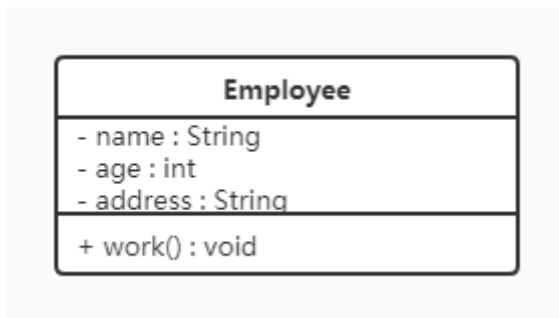 Employee
- name : String
- age : int
- address : String
+ work() : void